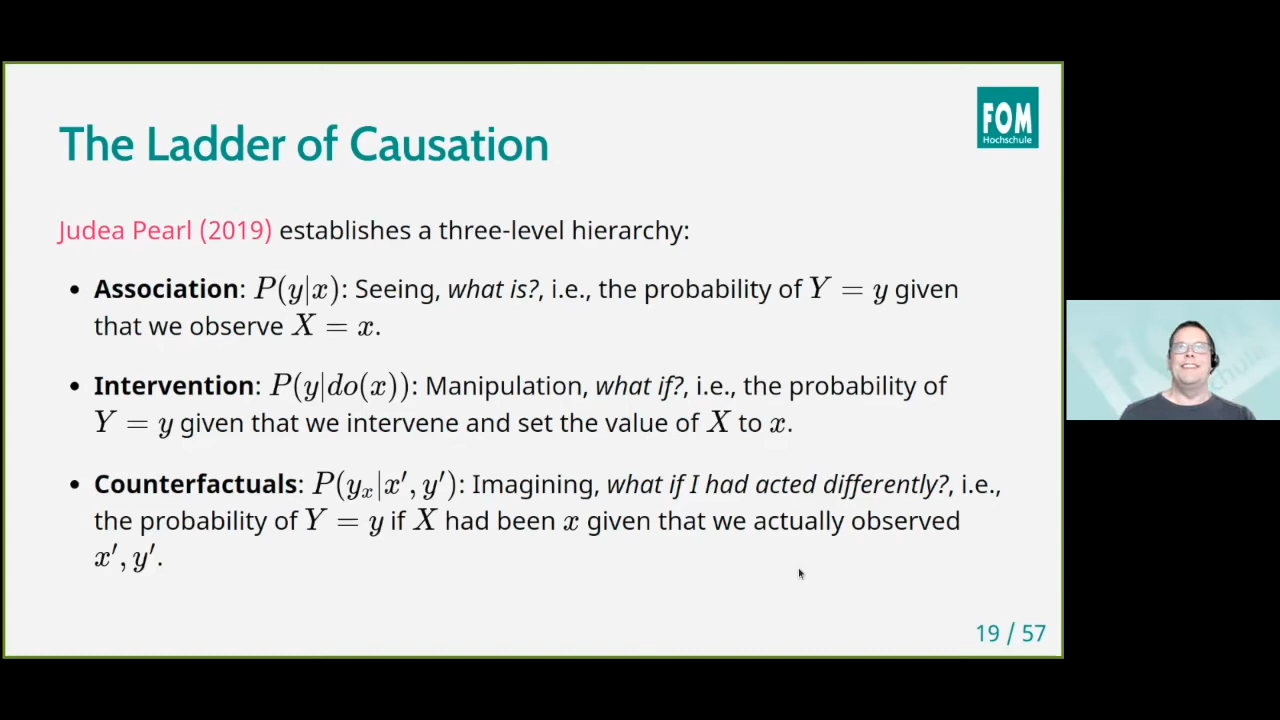 The Ladder of Causation
FOM
Hochschule
Judea Pearl (2019) establishes a three-level hierarchy:
• Association: P(y|x): Seeing, what is?, i.e., the probability of Y = y given
that we observe X = x.
• Intervention: P(y|do(x)): Manipulation, what if?, i.e., the probability of
Y = y given that we intervene and set the value of X to x.
• Counterfactuals: P(yₓ|x′, y′): Imagining, what if I had acted differently?, i.e.,
the probability of Y = y if X had been x given that we actually observed
x′, y′.
19 / 57